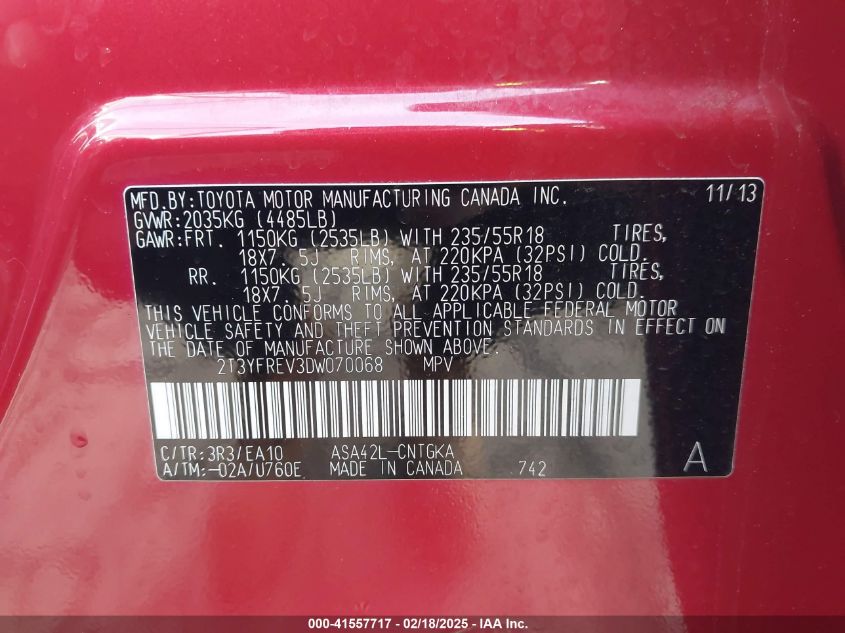 MFD.BY:TOYOTA MOTOR MANUFACTURING CANADA INC. 11/13
GVWR:2035KG (4485LB)
GAWR:FRT. 1150KG (2535LB) WITH 235/55R18 TIRES,
18X7.5J RIMS, AT 220KPA (32PSI) COLD.
RR. 1150KG (2535LB) WITH 235/55R18 TIRES,
18X7.5J RIMS, AT 220KPA (32PSI) COLD.
THIS VEHICLE CONFORMS TO ALL APPLICABLE FEDERAL MOTOR
VEHICLE SAFETY AND THEFT PREVENTION STANDARDS IN EFFECT ON
THE DATE OF MANUFACTURE SHOWN ABOVE.
2T3YFREV3DW070068 MPV
C/TR:3R3/EA10 ASA42L-CNTGKA
A/TM:-02A/U760E MADE IN CANADA 742 A
000-41557717 - 02/18/2025 - IAA Inc.